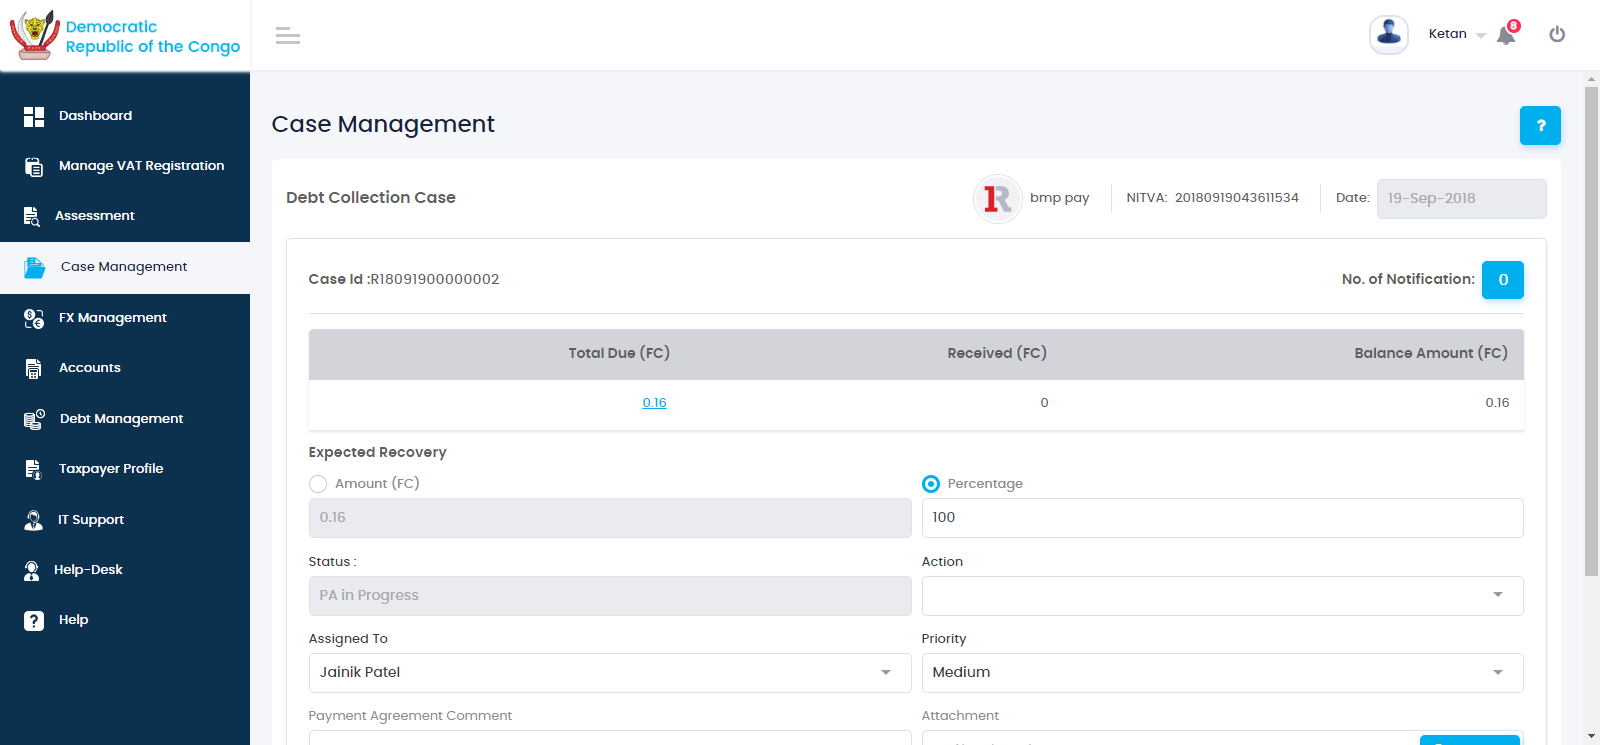 Democratic
Republic of the Congo
Ketan
8
Dashboard
Manage VAT Registration
Assessment
Case Management
FX Management
Accounts
Debt Management
Taxpayer Profile
IT Support
Help-Desk
Help
Case Management
?
Debt Collection Case
bmp pay
NITVA: 20180919043611534
Date: 19-Sep-2018
Case Id :R18091900000002
No. of Notification: 0
Total Due (FC) Received (FC) Balance Amount (FC)
0.16 0 0.16
Expected Recovery
Amount (FC) Percentage
0.16 100
Status : Action
PA in Progress
Assigned To Priority
Jainik Patel Medium
Payment Agreement Comment Attachment